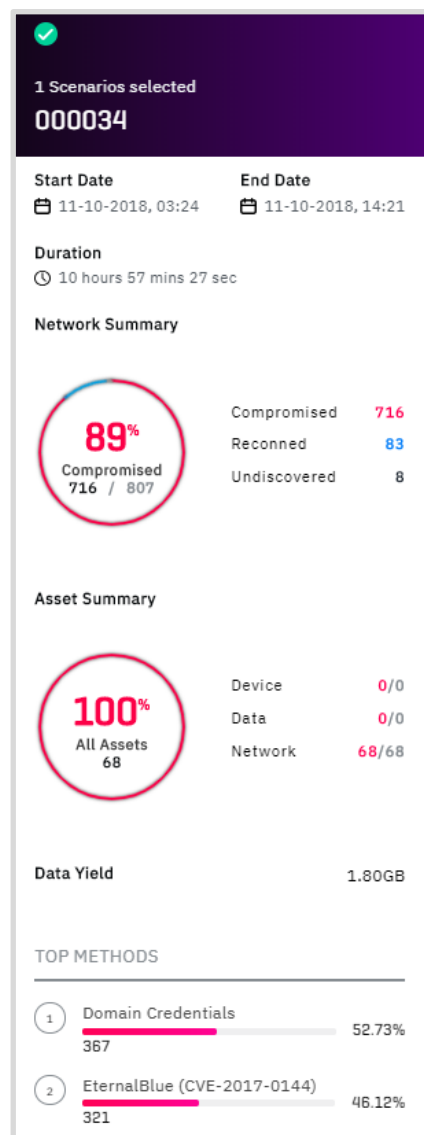 1 Scenarios selected
000034
Start Date End Date
11-10-2018, 03:24 11-10-2018, 14:21
Duration
10 hours 57 mins 27 sec
Network Summary
89%
Compromised
716 / 807
Compromised 716
Reconned 83
Undiscovered 8
Asset Summary
100%
All Assets
68
Device 0/0
Data 0/0
Network 68/68
Data Yield 1.80GB
TOP METHODS
1 Domain Credentials
52.73%
367
2 EternalBlue (CVE-2017-0144)
46.12%
321